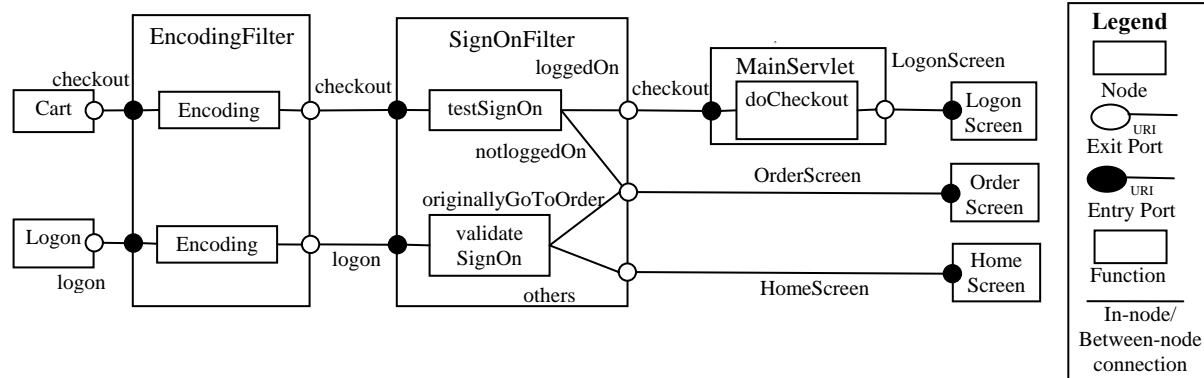 EncodingFilter
SignOnFilter
Legend
loggedOn
MainServlet
LogonScreen
checkout
checkout
checkout
Cart
Encoding
testSignOn
doCheckout
Logon
Screen
Node
URI
Exit Port
notloggedOn
OrderScreen
Order
Screen
URI
Entry Port
originallyGoToOrder
Logon
Encoding
validate
SignOn
logon
logon
Home
Screen
HomeScreen
others
Function
In-node/
Between-node
connection